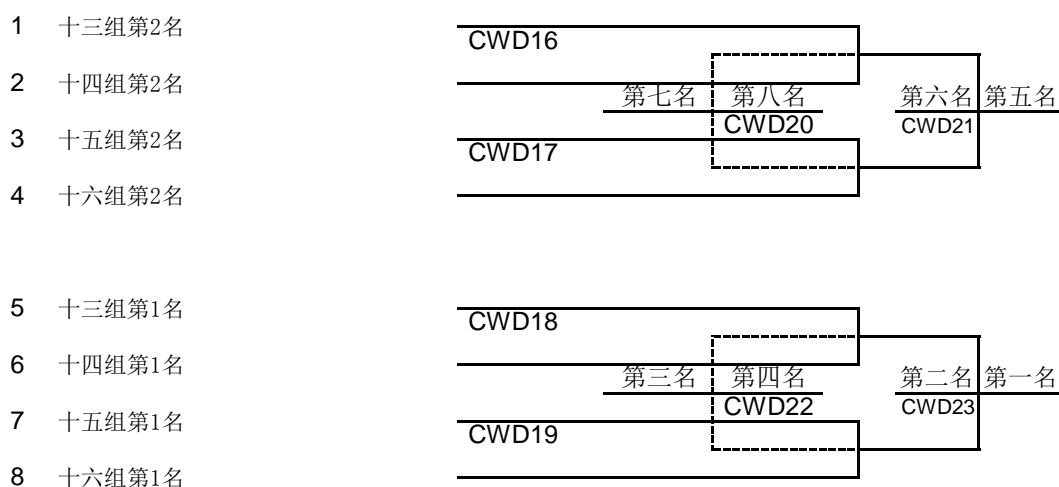 1 十三组第2名
CWD16
2 十四组第2名
第七名 第八名 第六名 第五名
CWD20 CWD21
3 十五组第2名
CWD17
4 十六组第2名
5 十三组第1名
CWD18
6 十四组第1名
第三名 第四名 第二名 第一名
CWD22 CWD23
7 十五组第1名
CWD19
8 十六组第1名